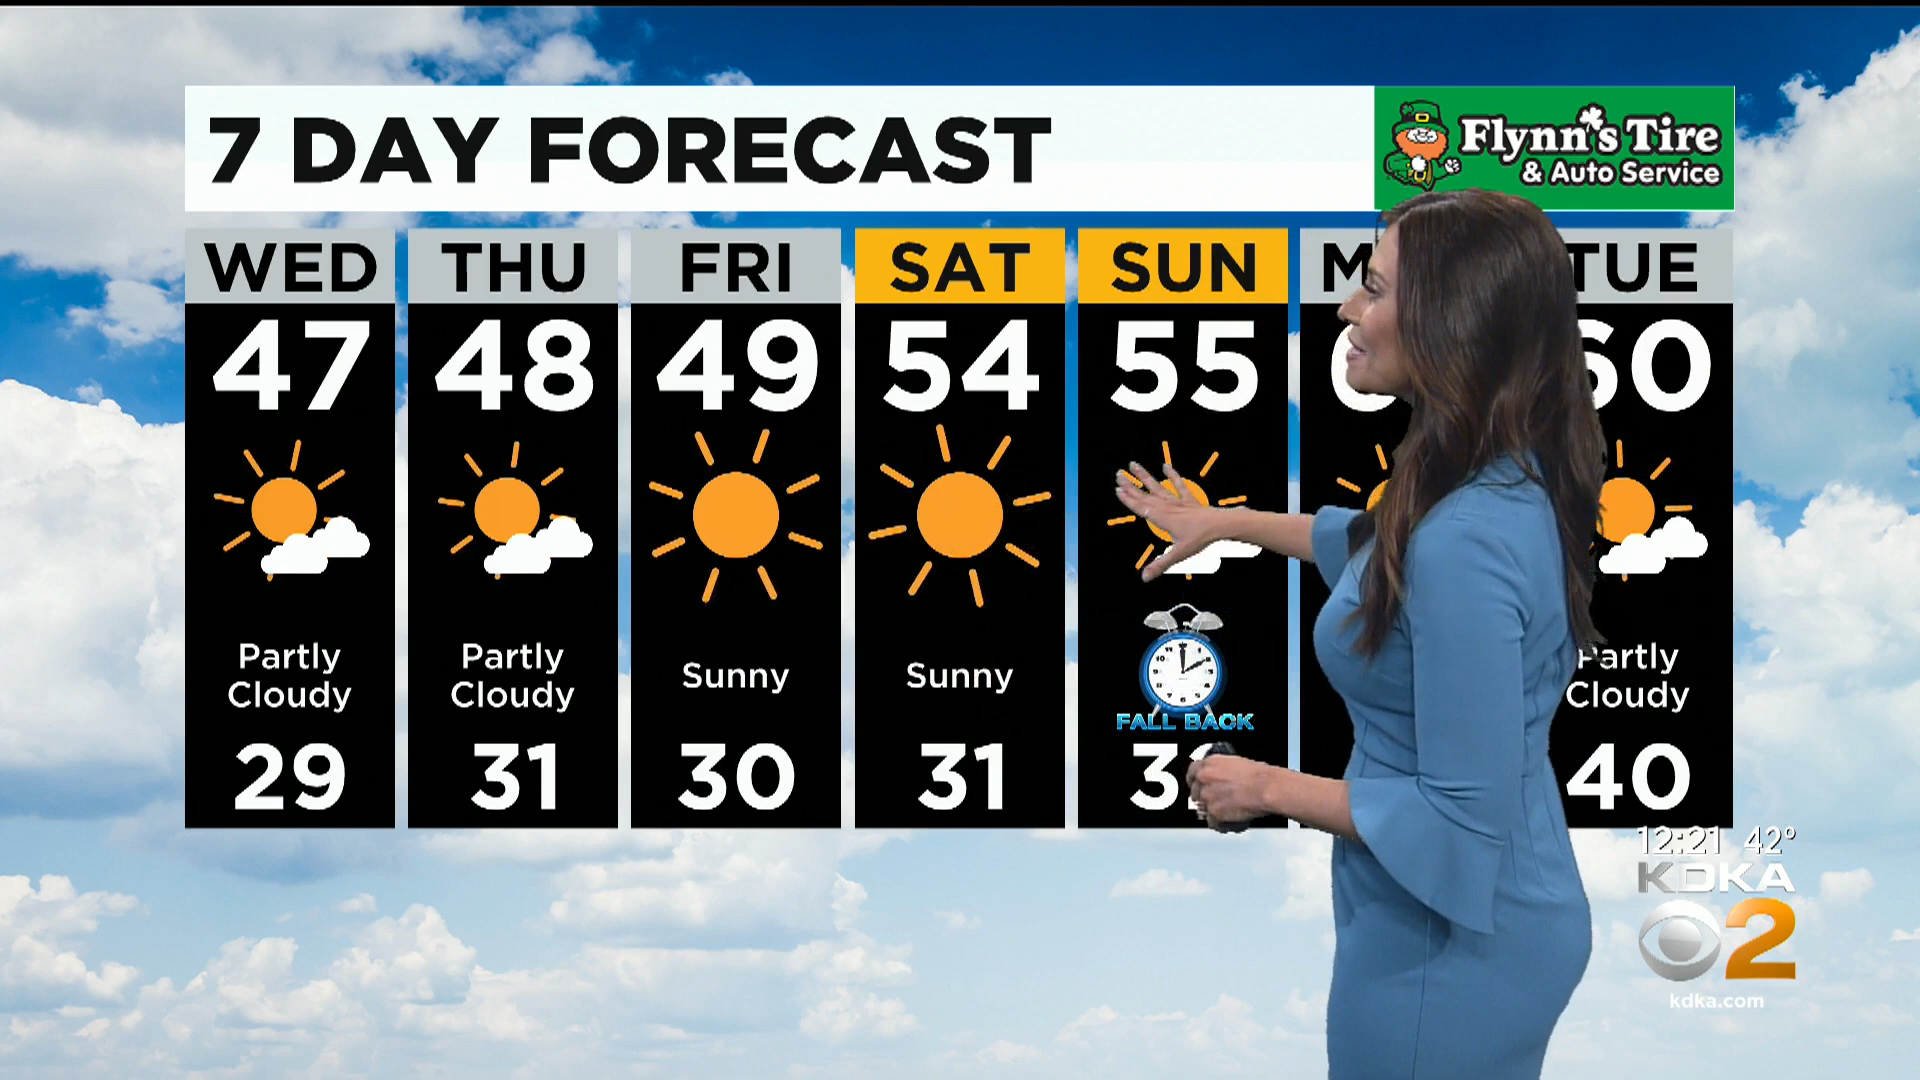 7 DAY FORECAST
Flynn's Tire
& Auto Service
WED THU FRI SAT SUN TUE
47 48 49 54 55 60
Partly
Cloudy
Partly
Cloudy
Sunny
Sunny
FALL BACK
Partly
Cloudy
29 31 30 31 40
12:21 42°
KDKA
2
kdka.com